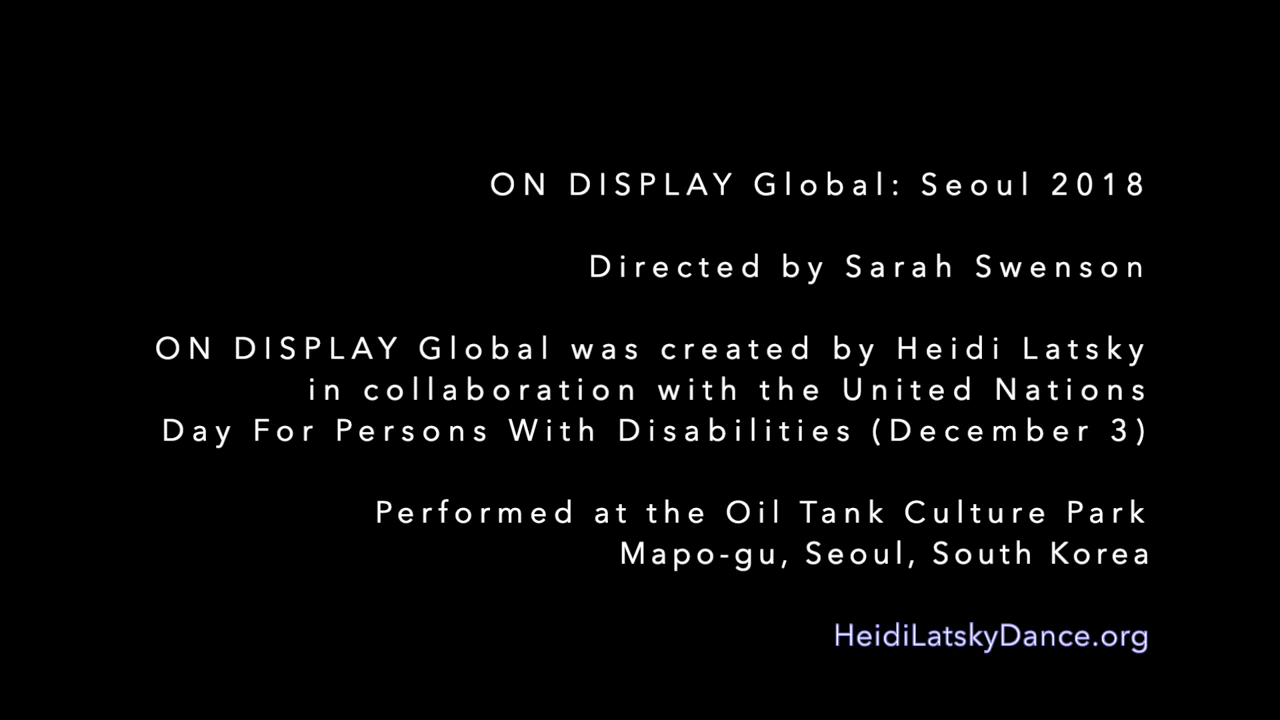 ON DISPLAY Global: Seoul 2018
Directed by Sarah Swenson
ON DISPLAY Global was created by Heidi Latsky
in collaboration with the United Nations
Day For Persons With Disabilities (December 3)
Performed at the Oil Tank Culture Park
Mapo-gu, Seoul, South Korea
HeidiLatskyDance.org